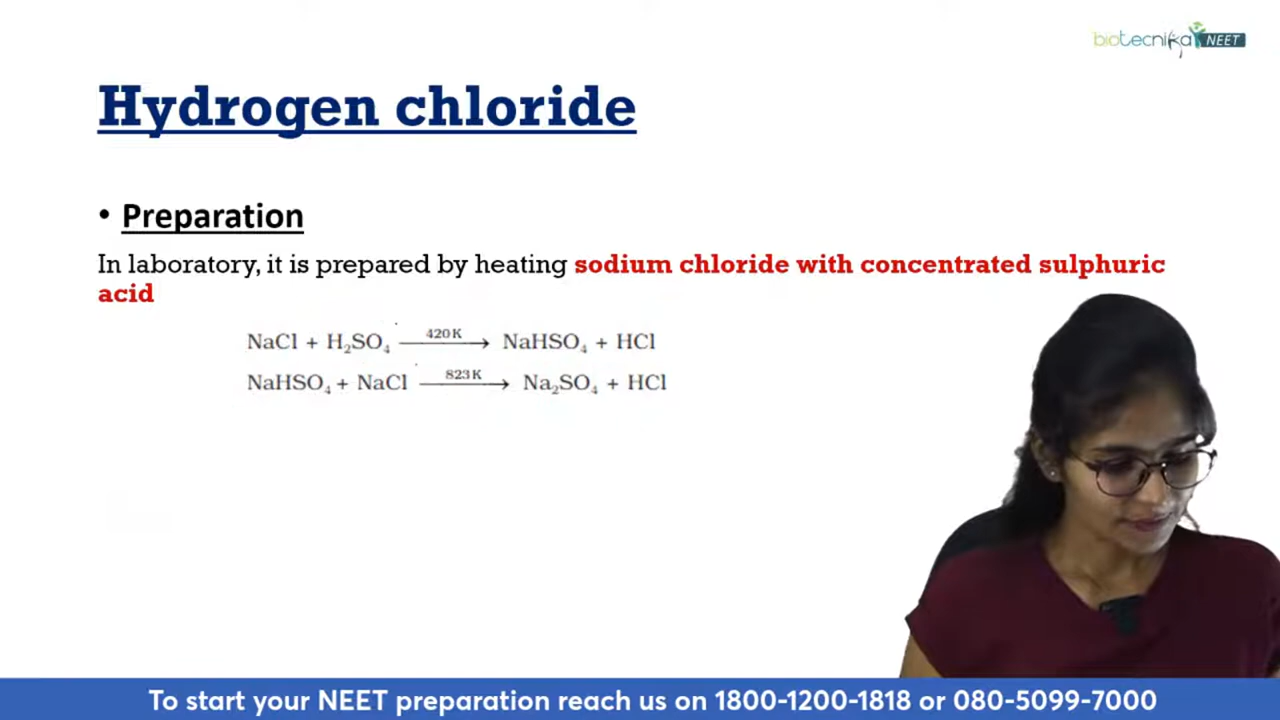 biotecnika NEET
Hydrogen chloride
• Preparation
In laboratory, it is prepared by heating sodium chloride with concentrated sulphuric
acid
NaCl + H₂SO₄ 420 K → NaHSO₄ + HCl
NaHSO₄ + NaCl 823 K → Na₂SO₄ + HCl
To start your NEET preparation reach us on 1800-1200-1818 or 080-5099-7000